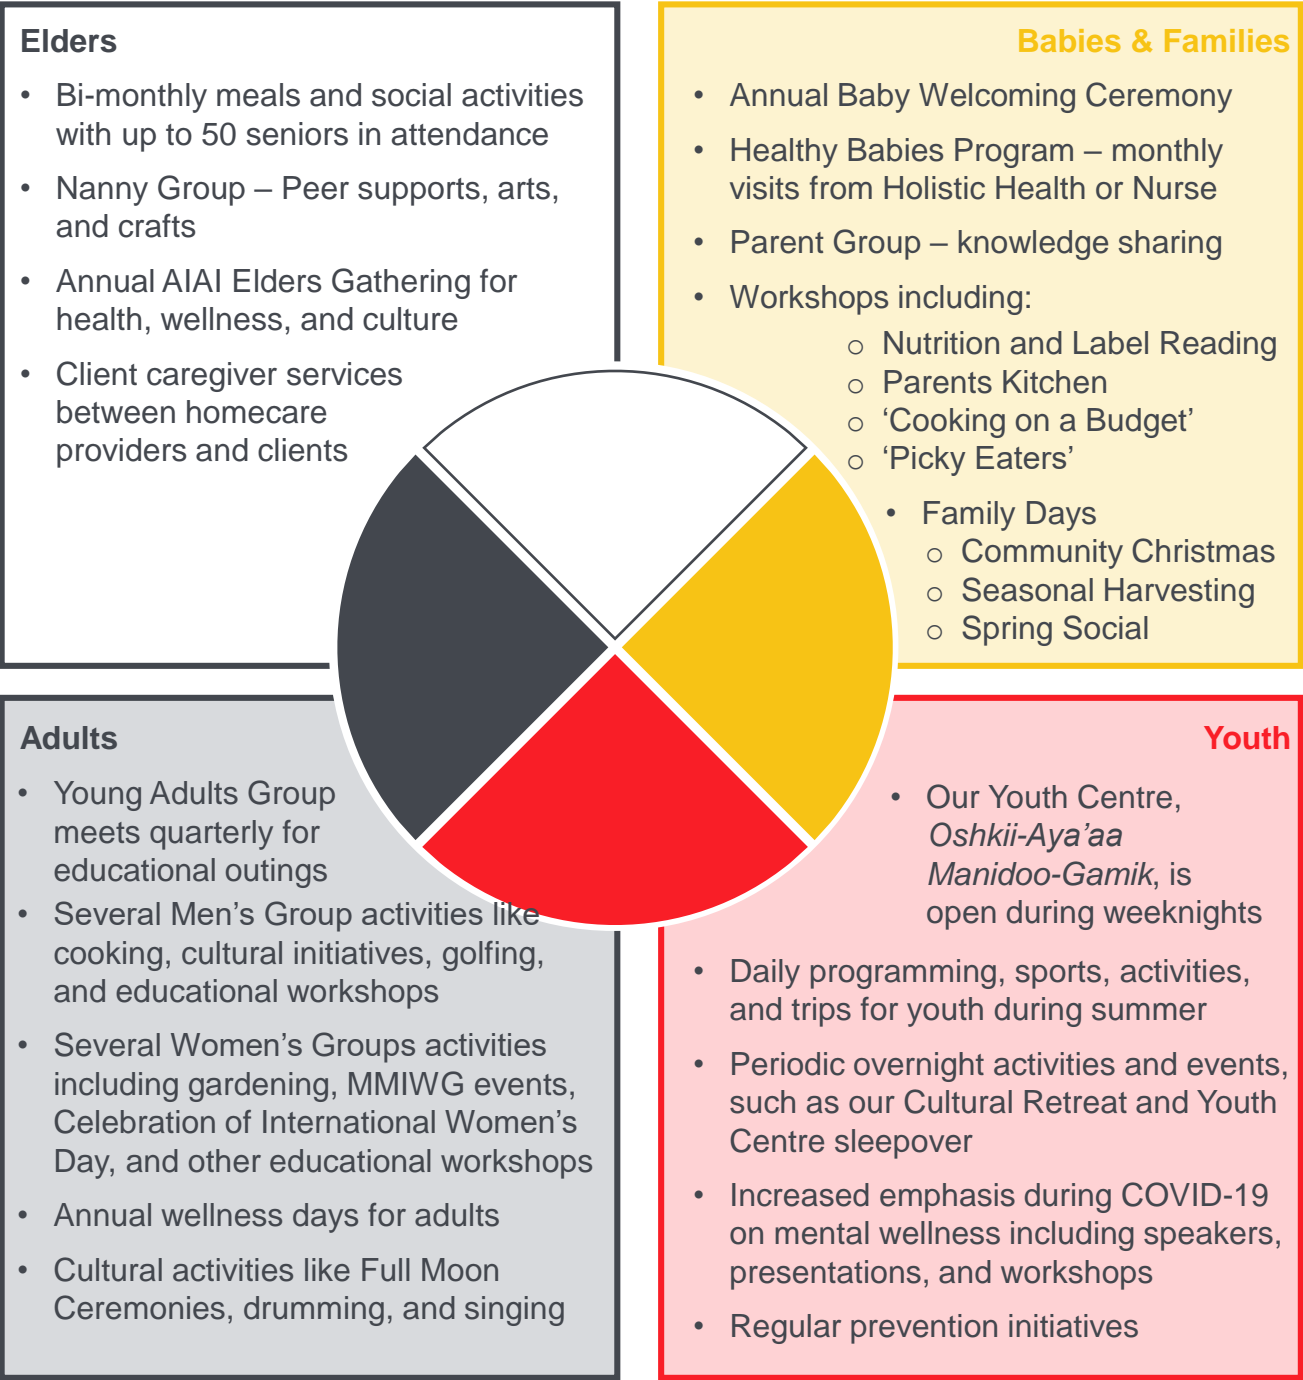 Elders
• Bi-monthly meals and social activities
with up to 50 seniors in attendance
• Nanny Group – Peer supports, arts,
and crafts
• Annual AIAI Elders Gathering for
health, wellness, and culture
• Client caregiver services
between homecare
providers and clients
Babies & Families
• Annual Baby Welcoming Ceremony
• Healthy Babies Program – monthly
visits from Holistic Health or Nurse
• Parent Group – knowledge sharing
• Workshops including:
o Nutrition and Label Reading
o Parents Kitchen
o ‘Cooking on a Budget’
o ‘Picky Eaters’
• Family Days
o Community Christmas
o Seasonal Harvesting
o Spring Social
Adults
• Young Adults Group
meets quarterly for
educational outings
• Several Men’s Group activities like
cooking, cultural initiatives, golfing,
and educational workshops
• Several Women’s Groups activities
including gardening, MMIWG events,
Celebration of International Women’s
Day, and other educational workshops
• Annual wellness days for adults
• Cultural activities like Full Moon
Ceremonies, drumming, and singing
Youth
• Our Youth Centre,
Oshkii-Aya’aa
Manidoo-Gamik, is
open during weeknights
• Daily programming, sports, activities,
and trips for youth during summer
• Periodic overnight activities and events,
such as our Cultural Retreat and Youth
Centre sleepover
• Increased emphasis during COVID-19
on mental wellness including speakers,
presentations, and workshops
• Regular prevention initiatives